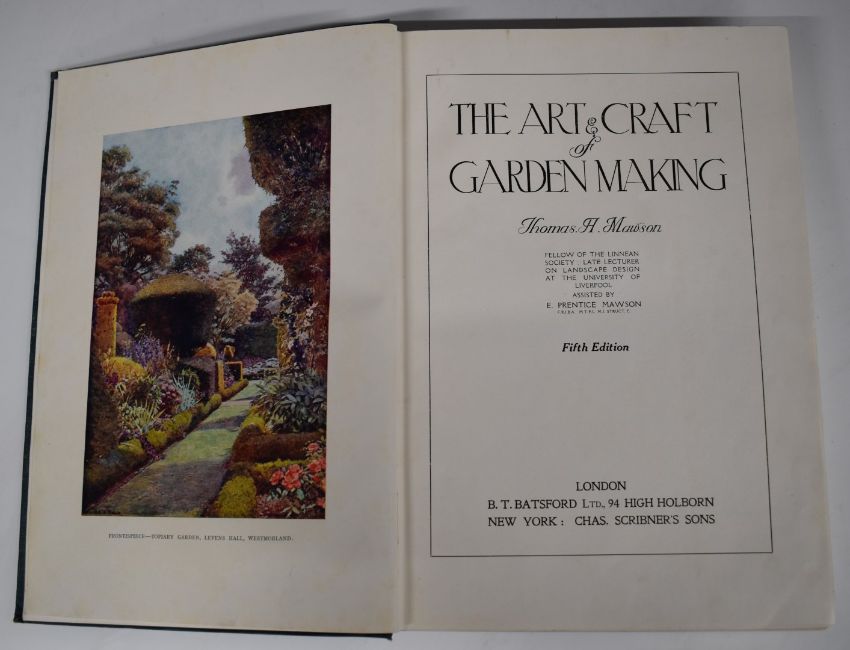 FRONTISPIECE—TOPIARY GARDEN, LEVENS HALL, WESTMORLAND.
THE ART & CRAFT
of
GARDEN MAKING
Thomas. H. Mawson
FELLOW OF THE LINNEAN
SOCIETY : LATE LECTURER
ON LANDSCAPE DESIGN
AT THE UNIVERSITY OF
LIVERPOOL
ASSISTED BY
E. PRENTICE MAWSON
F.R.I.B.A. M.T.P.I. M.I. STRUCT. E.
Fifth Edition
LONDON
B. T. BATSFORD LTD., 94 HIGH HOLBORN
NEW YORK : CHAS. SCRIBNER'S SONS